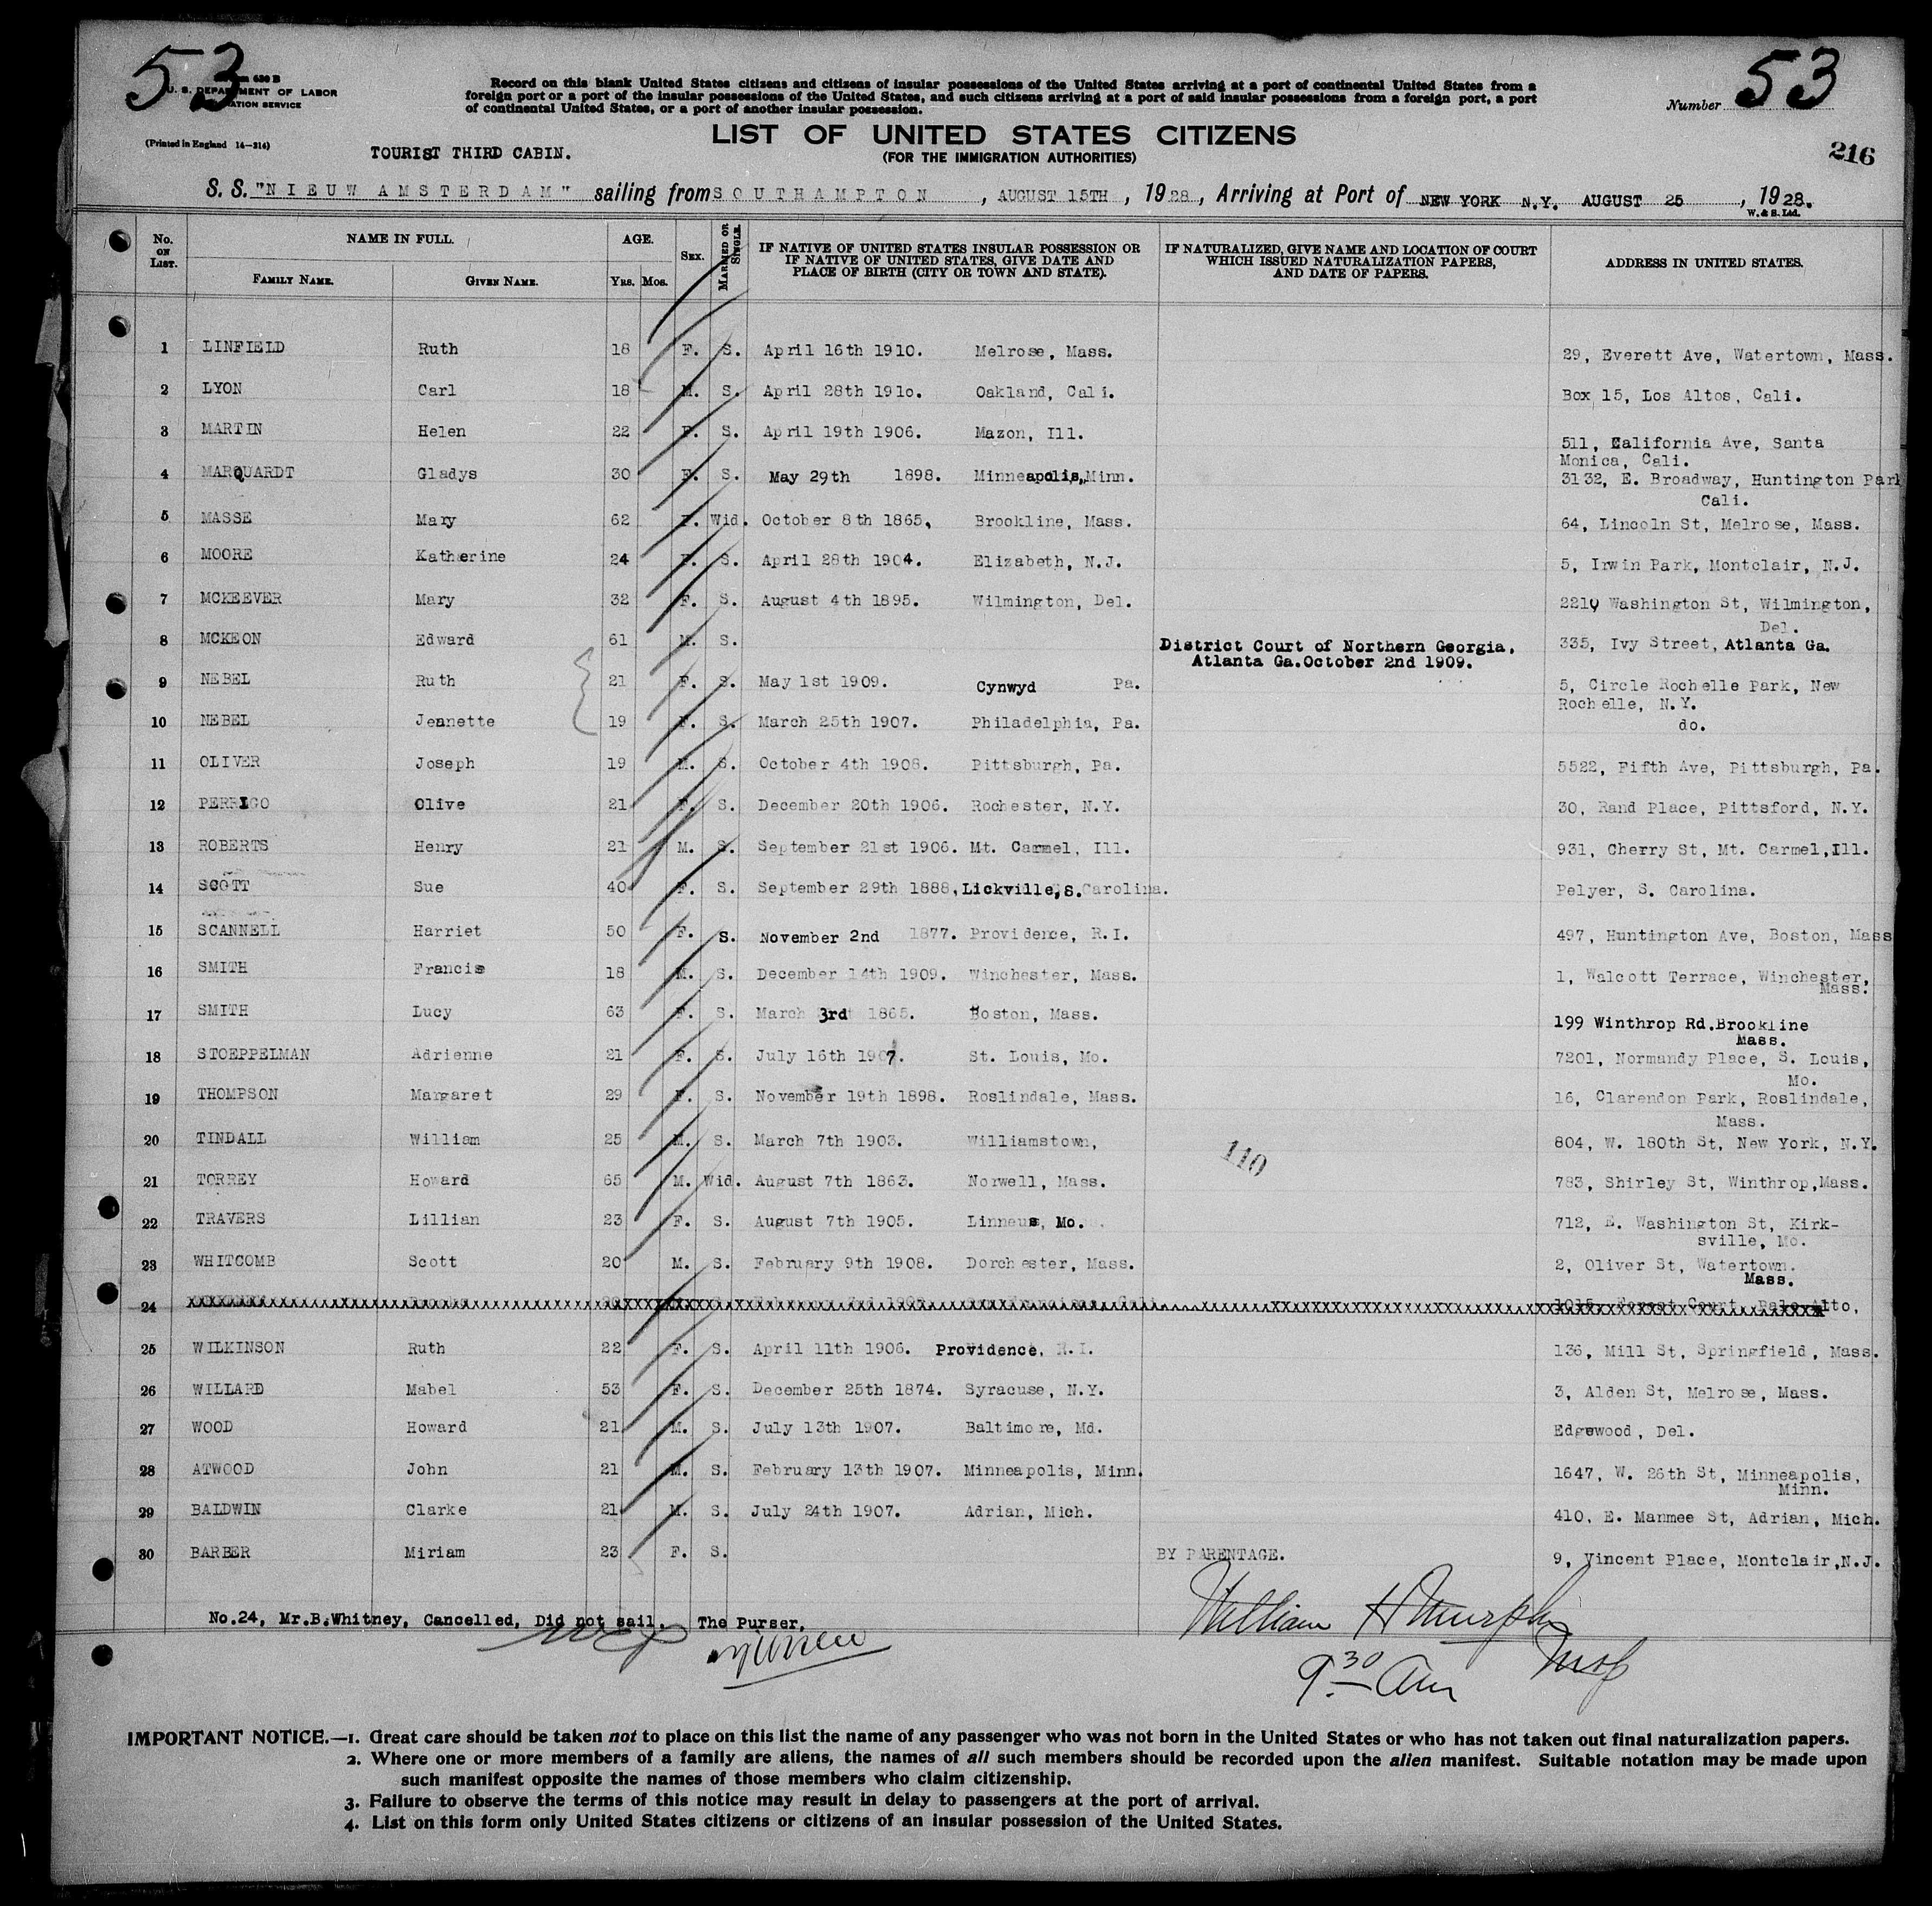 53
53
Form 630 B
U. S. DEPARTMENT OF LABOR
IMMIGRATION SERVICE
(Printed in England 14—314)
Record on this blank United States citizens and citizens of insular possessions of the United States arriving at a port of continental United States from a
foreign port or a port of the insular possessions of the United States, and such citizens arriving at a port of said insular possessions from a foreign port, a port
of continental United States, or a port of another insular possession.
Number
LIST OF UNITED STATES CITIZENS
(FOR THE IMMIGRATION AUTHORITIES)
TOURIST THIRD CABIN.
216
S. S. "NIEUW AMSTERDAM" sailing from SOUTHAMPTON, AUGUST 15TH, 1928, Arriving at Port of NEW YORK N.Y. AUGUST 25, 1928.
W. & S. Ltd.
No. ON LIST. NAME IN FULL. FAMILY NAME. GIVEN NAME. AGE. YRS. MOS. SEX. MARRIED OR SINGLE. IF NATIVE OF UNITED STATES INSULAR POSSESSION OR IF NATIVE OF UNITED STATES, GIVE DATE AND PLACE OF BIRTH (CITY OR TOWN AND STATE). IF NATURALIZED, GIVE NAME AND LOCATION OF COURT WHICH ISSUED NATURALIZATION PAPERS, AND DATE OF PAPERS. ADDRESS IN UNITED STATES.
1 LINFIELD Ruth 18 F. S. April 16th 1910. Melrose, Mass. 29, Everett Ave, Watertown, Mass.
2 LYON Carl 18 M. S. April 28th 191o. Oakland, Cali. Box 15, Los Altos, Cali.
3 MARTIN Helen 22 F. S. April 19th 1906. Mazon, Ill. 511, California Ave, Santa
Monica, Cali.
4 MARQUARDT Gladys 30 F. S. May 29th 1898. Minneapolis, Minn. 3132, E. Broadway, Huntington Park
Cali.
5 MASSE Mary 62 F. Wid. October 8th 1865, Brookline, Mass. 64, Lincoln St, Melrose, Mass.
6 MOORE Katherine 24 F. S. April 28th 1904. Elizabeth, N.J. 5, Irwin Park, Montclair, N.J.
7 MCKEEVER Mary 32 F. S. August 4th 1895. Wilmington, Del. 2219 Washington St, Wilmington,
Del.
8 MCKEON Edward 61 M. S. District Court of Northern Georgia, 335, Ivy Street, Atlanta Ga.
Atlanta Ga.October 2nd 1909.
9 NEBEL Ruth 21 F. S. May 1st 1909. Cynwyd Pa. 5, Circle Rochelle Park, New
Rochelle, N.Y.
10 NEBEL Jeanette 19 F. S. March 25th 1907. Philadelphia, Pa. do.
11 OLIVER Joseph 19 M. S. October 4th 1908. Pittsburgh, Pa. 5522, Fifth Ave, Pittsburgh, Pa.
12 PERRIGO Olive 21 F. S. December 20th 1906. Rochester, N.Y. 30, Rand Place, Pittsford, N.Y.
13 ROBERTS Henry 21 M. S. September 21st 1906. Mt. Carmel, Ill. 931, Cherry St, Mt. Carmel,Ill.
14 SCOTT Sue 40 F. S. September 29th 1888, Lickville, S. Carolina. Pelyer, S. Carolina.
15 SCANNELL Harriet 50 F. S. November 2nd 1877. Providence, R.I. 497, Huntington Ave, Boston, Mass
16 SMITH Francis 18 M. S. December 14th 1909. Winchester, Mass. 1, Walcott Terrace, Winchester,
Mass.
17 SMITH Lucy 63 F. S. March 3rd 1865. Boston, Mass. 199 Winthrop Rd.Brookline
Mass.
18 STOEPPELMAN Adrienne 21 F. S. July 16th 1907. St. Louis, Mo. 7201, Normandy Place, S. Louis,
Mo.
19 THOMPSON Margaret 29 F. S. November 19th 1898. Roslindale, Mass. 16, Clarendon Park, Roslindale,
Mass.
20 TINDALL William 25 M. S. March 7th 1903. Williamstown, 804, W. 180th St, New York, N.Y.
110
21 TORREY Howard 65 M. Wid. August 7th 1863. Norwell, Mass. 783, Shirley St, Winthrop,Mass.
22 TRAVERS Lillian 23 F. S. August 7th 1905. Linneus, Mo. 712, E. Washington St, Kirk-
sville, Mo.
23 WHITCOMB Scott 20 M. S. February 9th 1908. Dorchester, Mass. 2, Oliver St, Watertown.
Mass.
24 1015, Forest Court, Palo Alto,
25 WILKINSON Ruth 22 F. S. April 11th 1906. Providence, R.I. 136, Mill St, Springfield, Mass.
26 WILLARD Mabel 53 F. S. December 25th 1874. Syracuse, N.Y. 3, Alden St, Melrose, Mass.
27 WOOD Howard 21 M. S. July 13th 1907. Baltimore, Md. Edgewood, Del.
28 ATWOOD John 21 M. S. February 13th 1907. Minneapolis, Minn. 1647, W. 26th St, Minneapolis,
Minn.
29 BALDWIN Clarke 21 M. S. July 24th 1907. Adrian, Mich. 410, E. Manmee St, Adrian, Mich.
30 BARBER Miriam 23 F. S. BY PARENTAGE. 9, Vincent Place, Montclair,N.J.
No.24, Mr.B.Whitney, Cancelled, Did not sail. The Purser,
William H Murphy
Insp
9.30 Am
IMPORTANT NOTICE.—1. Great care should be taken not to place on this list the name of any passenger who was not born in the United States or who has not taken out final naturalization papers.
2. Where one or more members of a family are aliens, the names of all such members should be recorded upon the alien manifest. Suitable notation may be made upon
such manifest opposite the names of those members who claim citizenship.
3. Failure to observe the terms of this notice may result in delay to passengers at the port of arrival.
4. List on this form only United States citizens or citizens of an insular possession of the United States.